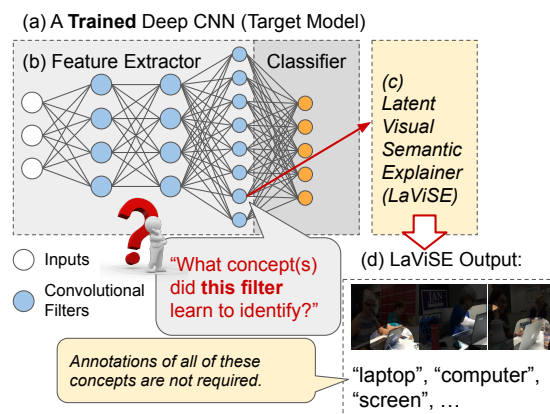 (a) A Trained Deep CNN (Target Model)
(b) Feature Extractor
Classifier
(c)
Latent
Visual
Semantic
Explainer
(LaViSE)
Inputs
Convolutional
Filters
“What concept(s)
did this filter
learn to identify?”
(d) LaViSE Output:
“laptop”, “computer”,
“screen”, …
Annotations of all of these
concepts are not required.